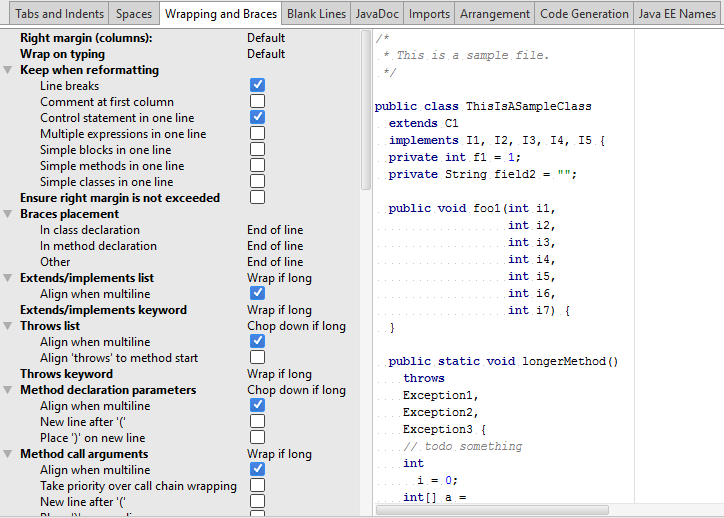 Tabs and Indents Spaces Wrapping and Braces Blank Lines JavaDoc Imports Arrangement Code Generation Java EE Names
Right margin (columns): Default
Wrap on typing Default
Keep when reformatting
Line breaks
Comment at first column
Control statement in one line
Multiple expressions in one line
Simple blocks in one line
Simple methods in one line
Simple classes in one line
Ensure right margin is not exceeded
Braces placement
In class declaration End of line
In method declaration End of line
Other End of line
Extends/implements list Wrap if long
Align when multiline
Extends/implements keyword Wrap if long
Throws list Chop down if long
Align when multiline
Align 'throws' to method start
Throws keyword Wrap if long
Method declaration parameters Chop down if long
Align when multiline
New line after '('
Place ')' on new line
Method call arguments Wrap if long
Align when multiline
Take priority over call chain wrapping
New line after '('
/*
* This is a sample file.
*/
public class ThisIsASampleClass
extends C1
implements I1, I2, I3, I4, I5 {
private int f1 = 1;
private String field2 = "";
public void foo1(int i1,
int i2,
int i3,
int i4,
int i5,
int i6,
int i7) {
}
public static void longerMethod()
throws
Exception1,
Exception2,
Exception3 {
// todo something
int
i = 0;
int[] a =